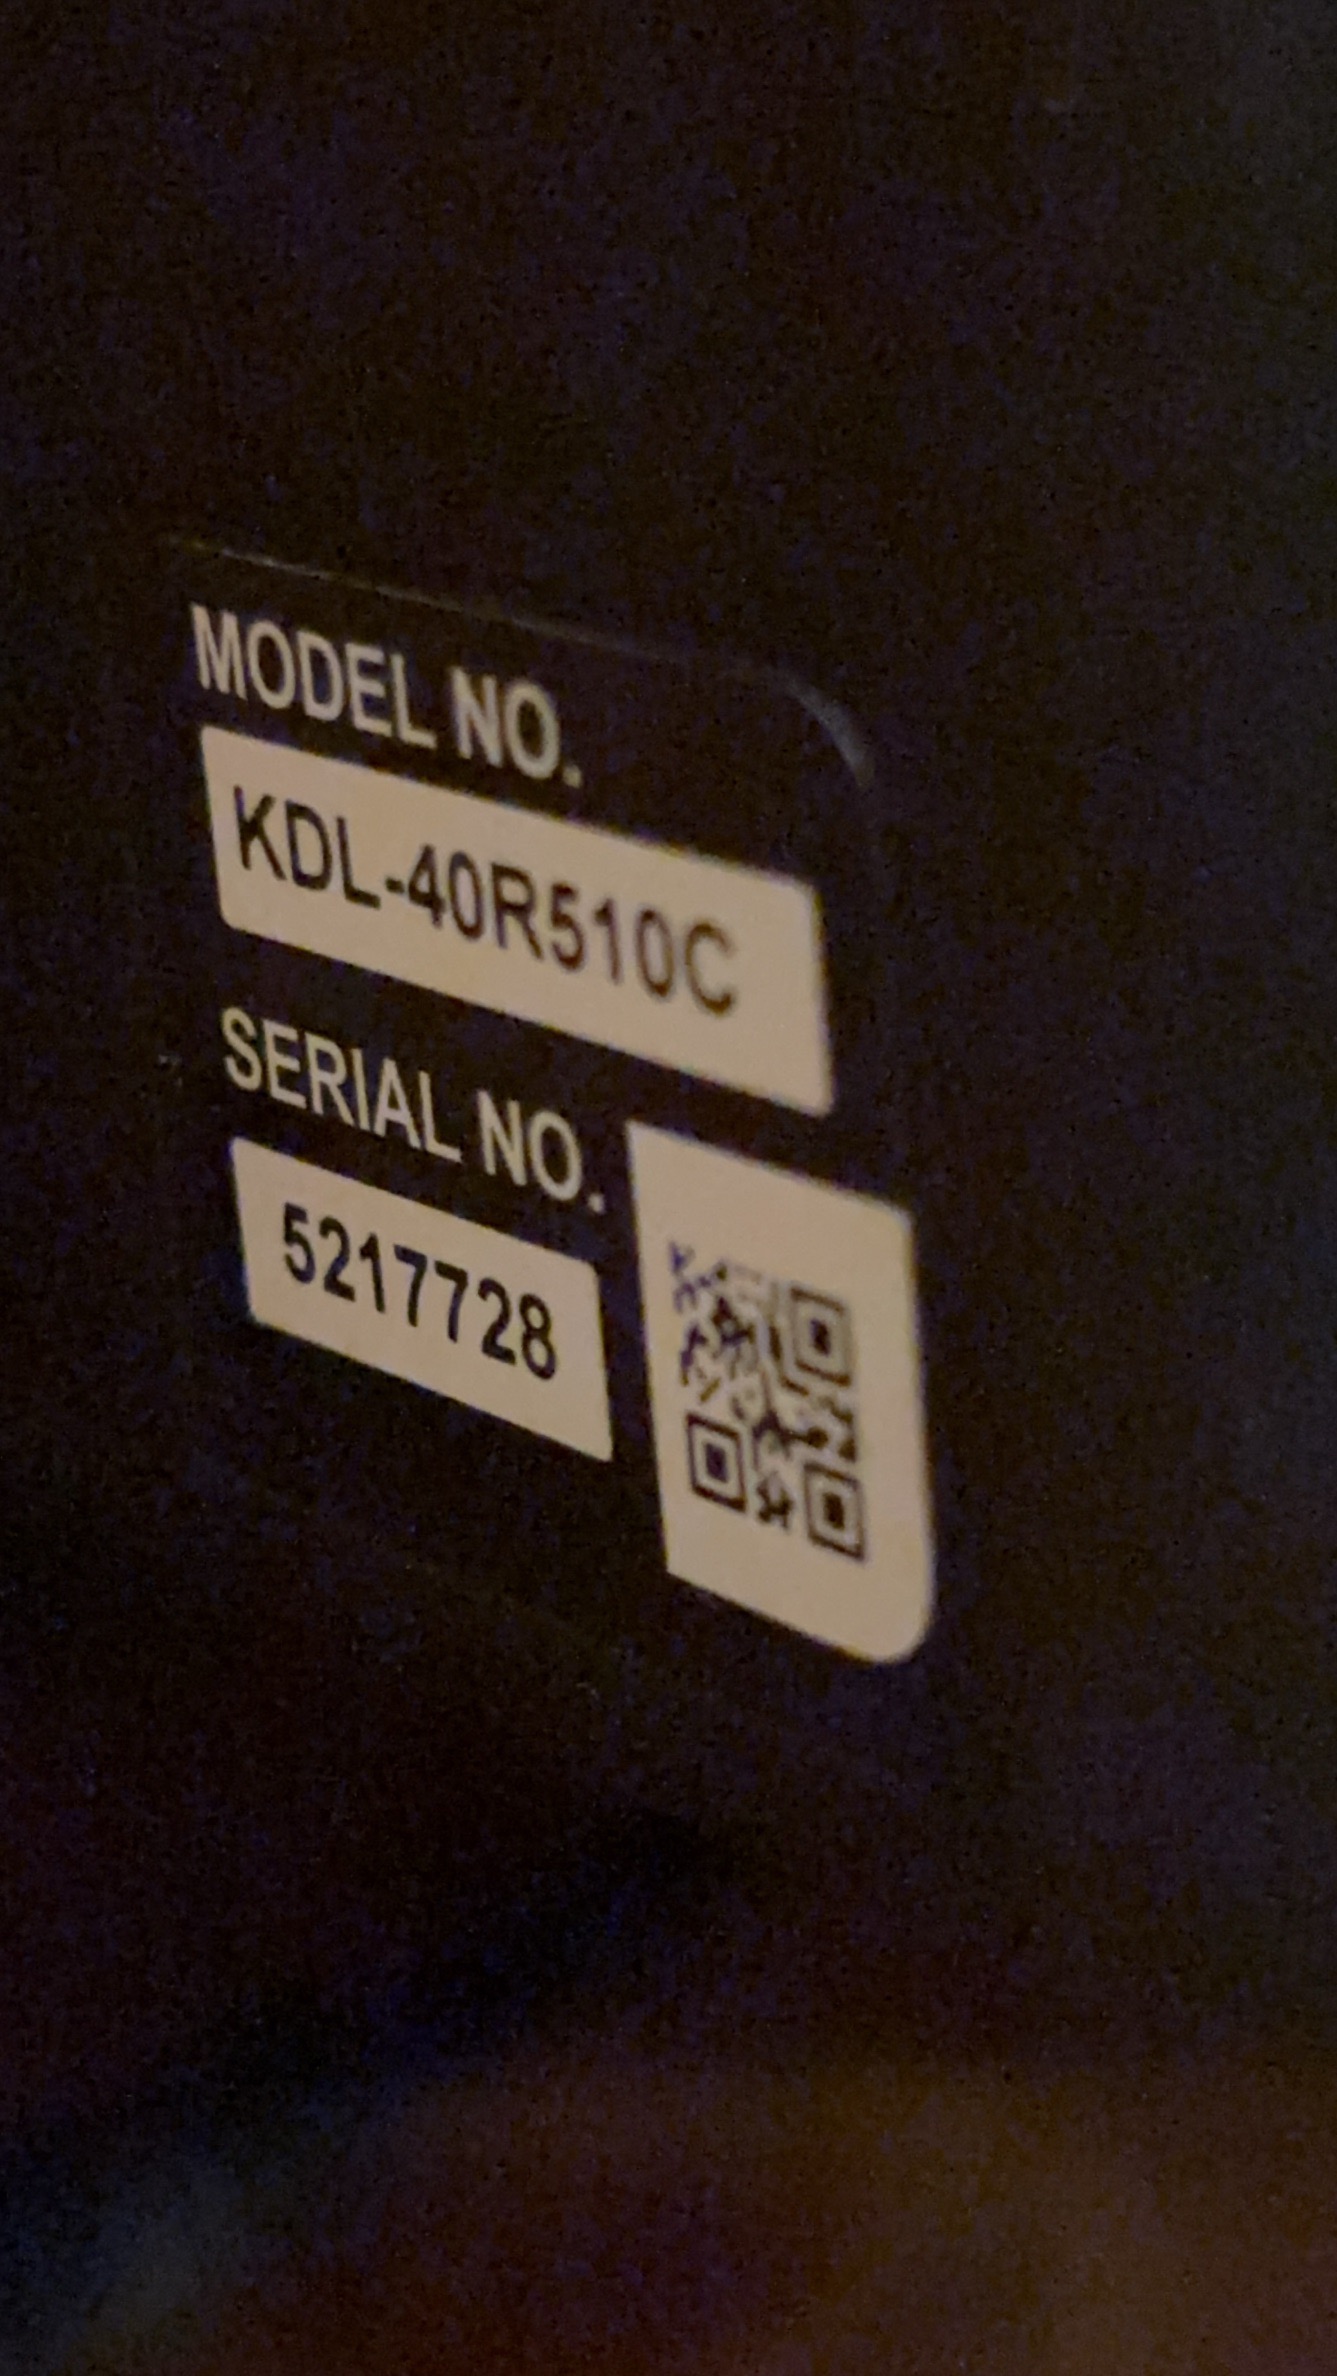 MODEL NO.
KDL-40R510C
SERIAL NO.
5217728